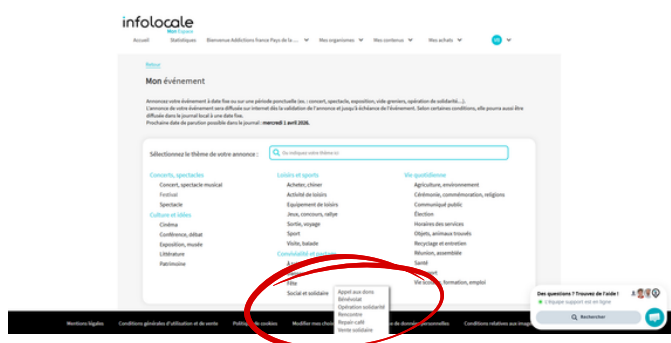 infolocale
Mon Espace
Accueil Statistiques Bienvenue Addictions france Pays de la ... Mes organismes Mes contenus Mes achats
Retour
Mon événement
Annoncez votre événement à date fixe ou sur une période ponctuelle (ex. : concert, spectacle, exposition, vide-greniers, opération de solidarité…).
L'annonce de votre événement sera diffusée sur internet dès la validation de l'annonce et jusqu'à échéance de l'événement. Selon certaines conditions, elle pourra aussi être
diffusée dans le journal local à une date fixe.
Prochaine date de parution possible dans le journal : mercredi 1 avril 2026.
Sélectionnez le thème de votre annonce :
Ou indiquez votre thème ici
Concerts, spectacles
Concert, spectacle musical
Festival
Spectacle
Culture et idées
Cinéma
Conférence, débat
Exposition, musée
Littérature
Patrimoine
Loisirs et sports
Acheter, chiner
Activité de loisirs
Equipement de loisirs
Jeux, concours, rallye
Sortie, voyage
Sport
Visite, balade
Convivialité et
Fête
Social et solidaire
Appel aux dons
Bénévolat
Opération solidarité
Rencontre
Repair-café
Vente solidaire
Vie quotidienne
Agriculture, environnement
Cérémonie, commémoration, religions
Communiqué public
Élection
Horaires des services
Objets, animaux trouvés
Recyclage et entretien
Réunion, assemblée
Santé
Vie scolaire, formation, emploi
Des questions ? Trouvez de l'aide !
L'équipe support est en ligne
Rechercher
Mentions légales Conditions générales d'utilisation et de vente Politique de cookies Modifier mes choix de données personnelles Conditions relatives aux